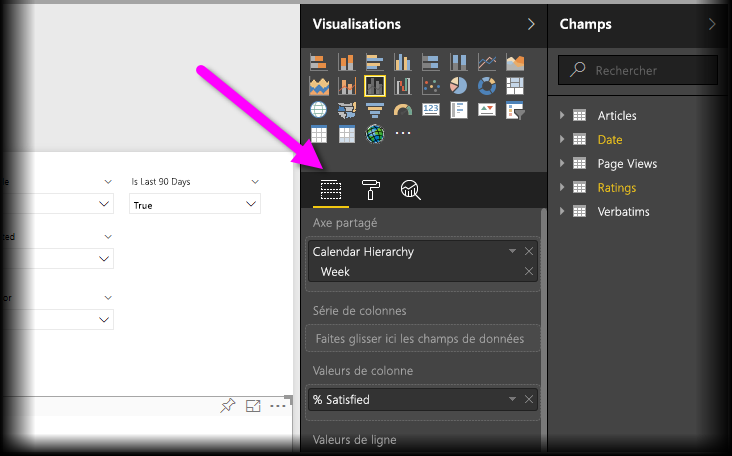 Visualisations
Champs
Rechercher
Articles
Date
Page Views
Ratings
Verbatims
123
Is Last 90 Days
True
Axe partagé
Calendar Hierarchy
Week
Série de colonnes
Faites glisser ici les champs de données
Valeurs de colonne
% Satisfied
Valeurs de ligne